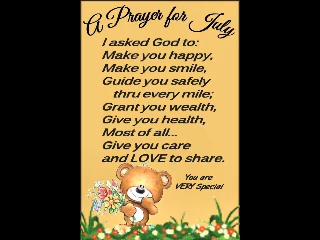 A Prayer for July
I asked God to:
Make you happy,
Make you smile,
Guide you safely
thru every mile;
Grant you wealth,
Give you health,
Most of all...
Give you care
and LOVE to share.
You are
VERY Special